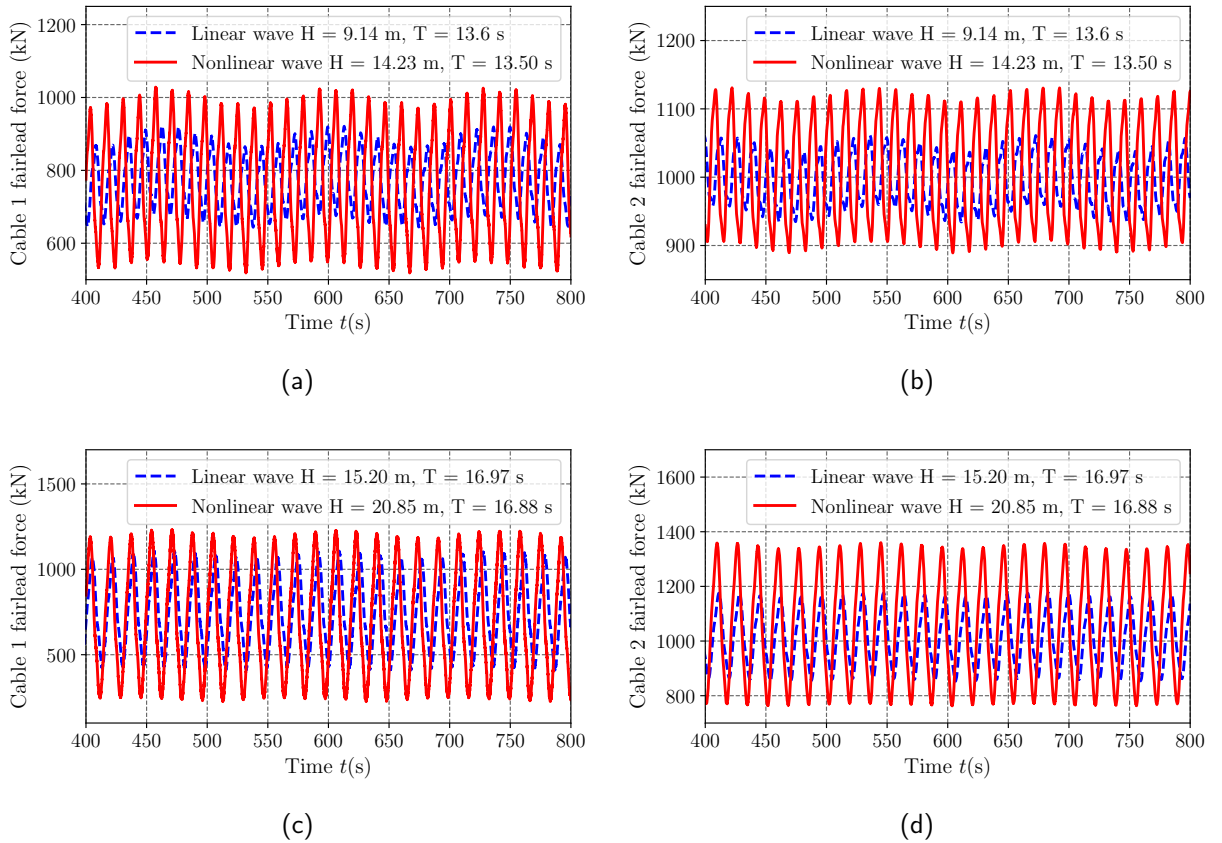 1200
1000
800
600
Cable 1 fairlead force (kN)
Linear wave H = 9.14 m, T = 13.6 s
Nonlinear wave H = 14.23 m, T = 13.50 s
400 450 500 550 600 650 700 750 800
Time t(s)
(a)
1200
1100
1000
900
Cable 2 fairlead force (kN)
Linear wave H = 9.14 m, T = 13.6 s
Nonlinear wave H = 14.23 m, T = 13.50 s
400 450 500 550 600 650 700 750 800
Time t(s)
(b)
1500
1000
500
Cable 1 fairlead force (kN)
Linear wave H = 15.20 m, T = 16.97 s
Nonlinear wave H = 20.85 m, T = 16.88 s
400 450 500 550 600 650 700 750 800
Time t(s)
(c)
1600
1400
1200
1000
800
Cable 2 fairlead force (kN)
Linear wave H = 15.20 m, T = 16.97 s
Nonlinear wave H = 20.85 m, T = 16.88 s
400 450 500 550 600 650 700 750 800
Time t(s)
(d)